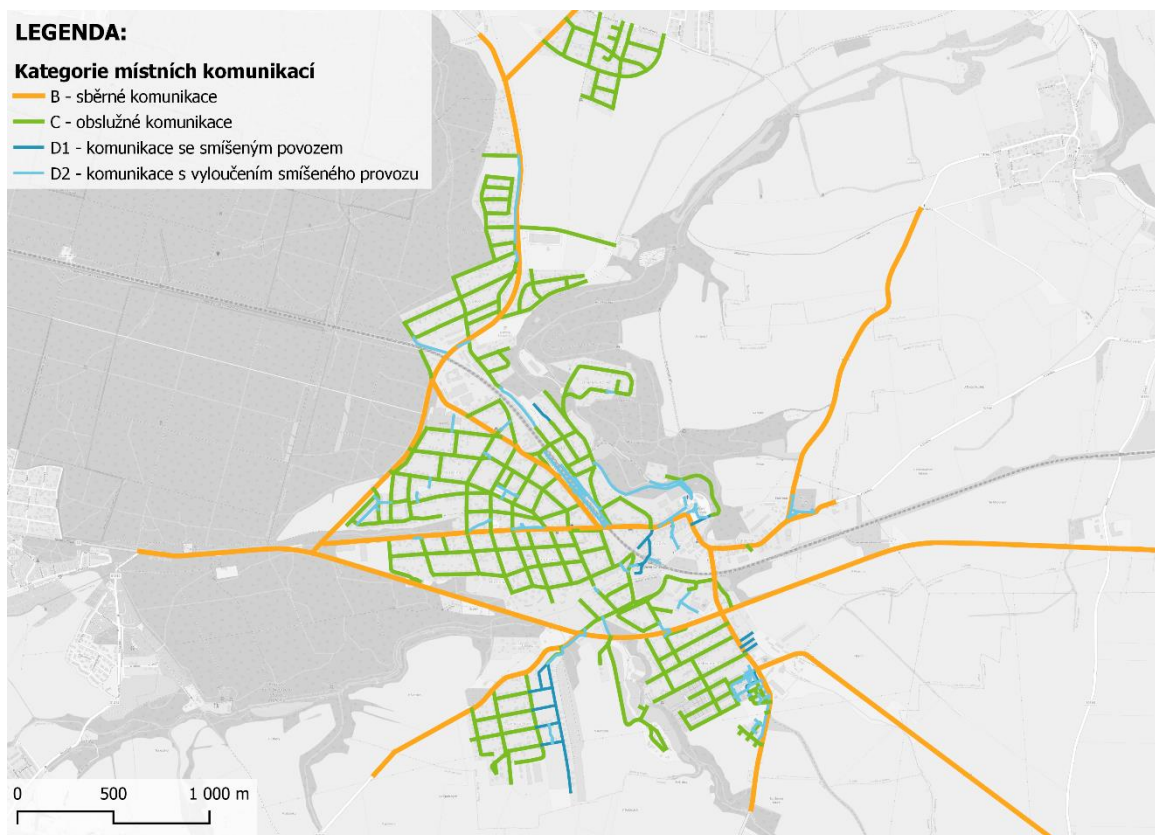 LEGENDA:
Kategorie místních komunikací
B - sběrné komunikace
C - obslužné komunikace
D1 - komunikace se smíšeným povozem
D2 - komunikace s vyloučením smíšeného provozu
0 500 1 000 m